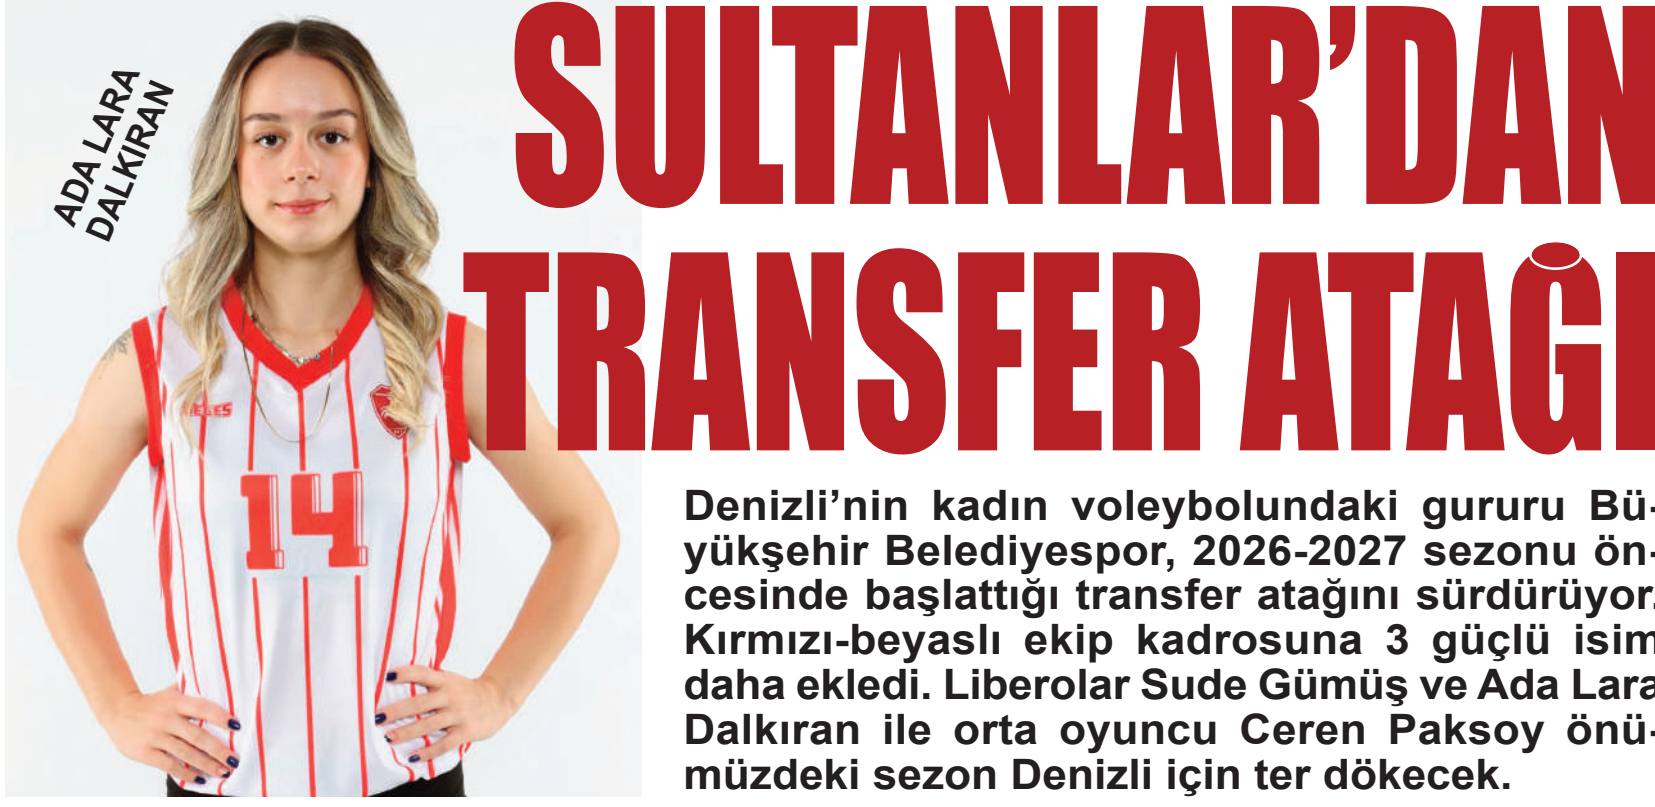 ADA LARA
DALKIRAN
SULTANLAR’DAN
TRANSFER ATAĞI
Denizli’nin kadın voleybolundaki gururu Bü-
yükşehir Belediyespor, 2026-2027 sezonu ön-
cesinde başlattığı transfer atağını sürdürüyor.
Kırmızı-beyaslı ekip kadrosuna 3 güçlü isim
daha ekledi. Liberolar Sude Gümüş ve Ada Lara
Dalkıran ile orta oyuncu Ceren Paksoy önü-
müzdeki sezon Denizli için ter dökecek.
14